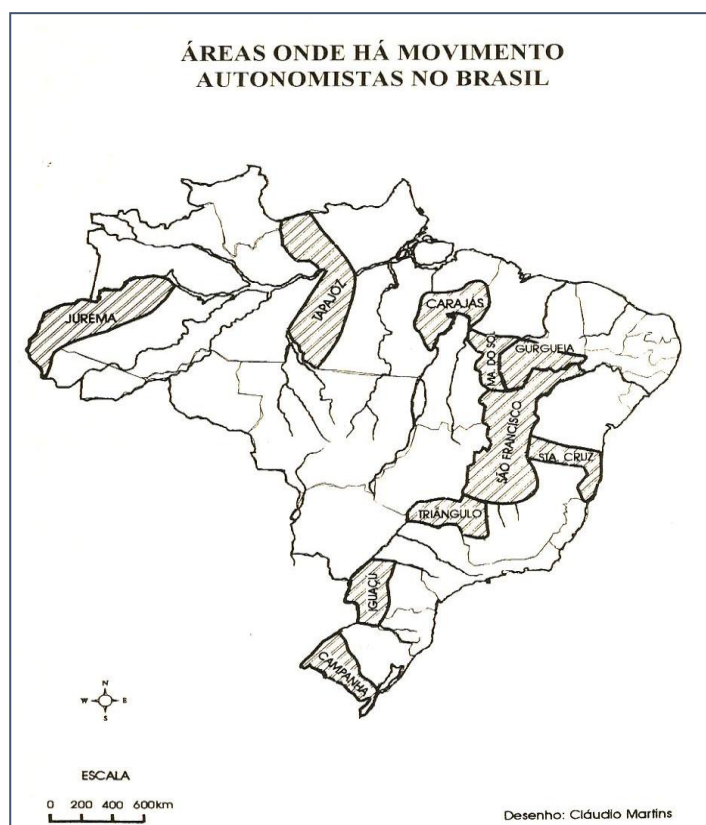 ÁREAS ONDE HÁ MOVIMENTO
AUTONOMISTAS NO BRASIL
JUREMA
TAPAJOZ
CARAJÁS
MA. DO SOL
GURGUEIA
SÃO FRANCISCO
STA. CRUZ
TRIÂNGULO
IGUAÇU
CAMPANHA
N
W E
S
ESCALA
0 200 400 600km
Desenho: Cláudio Martins